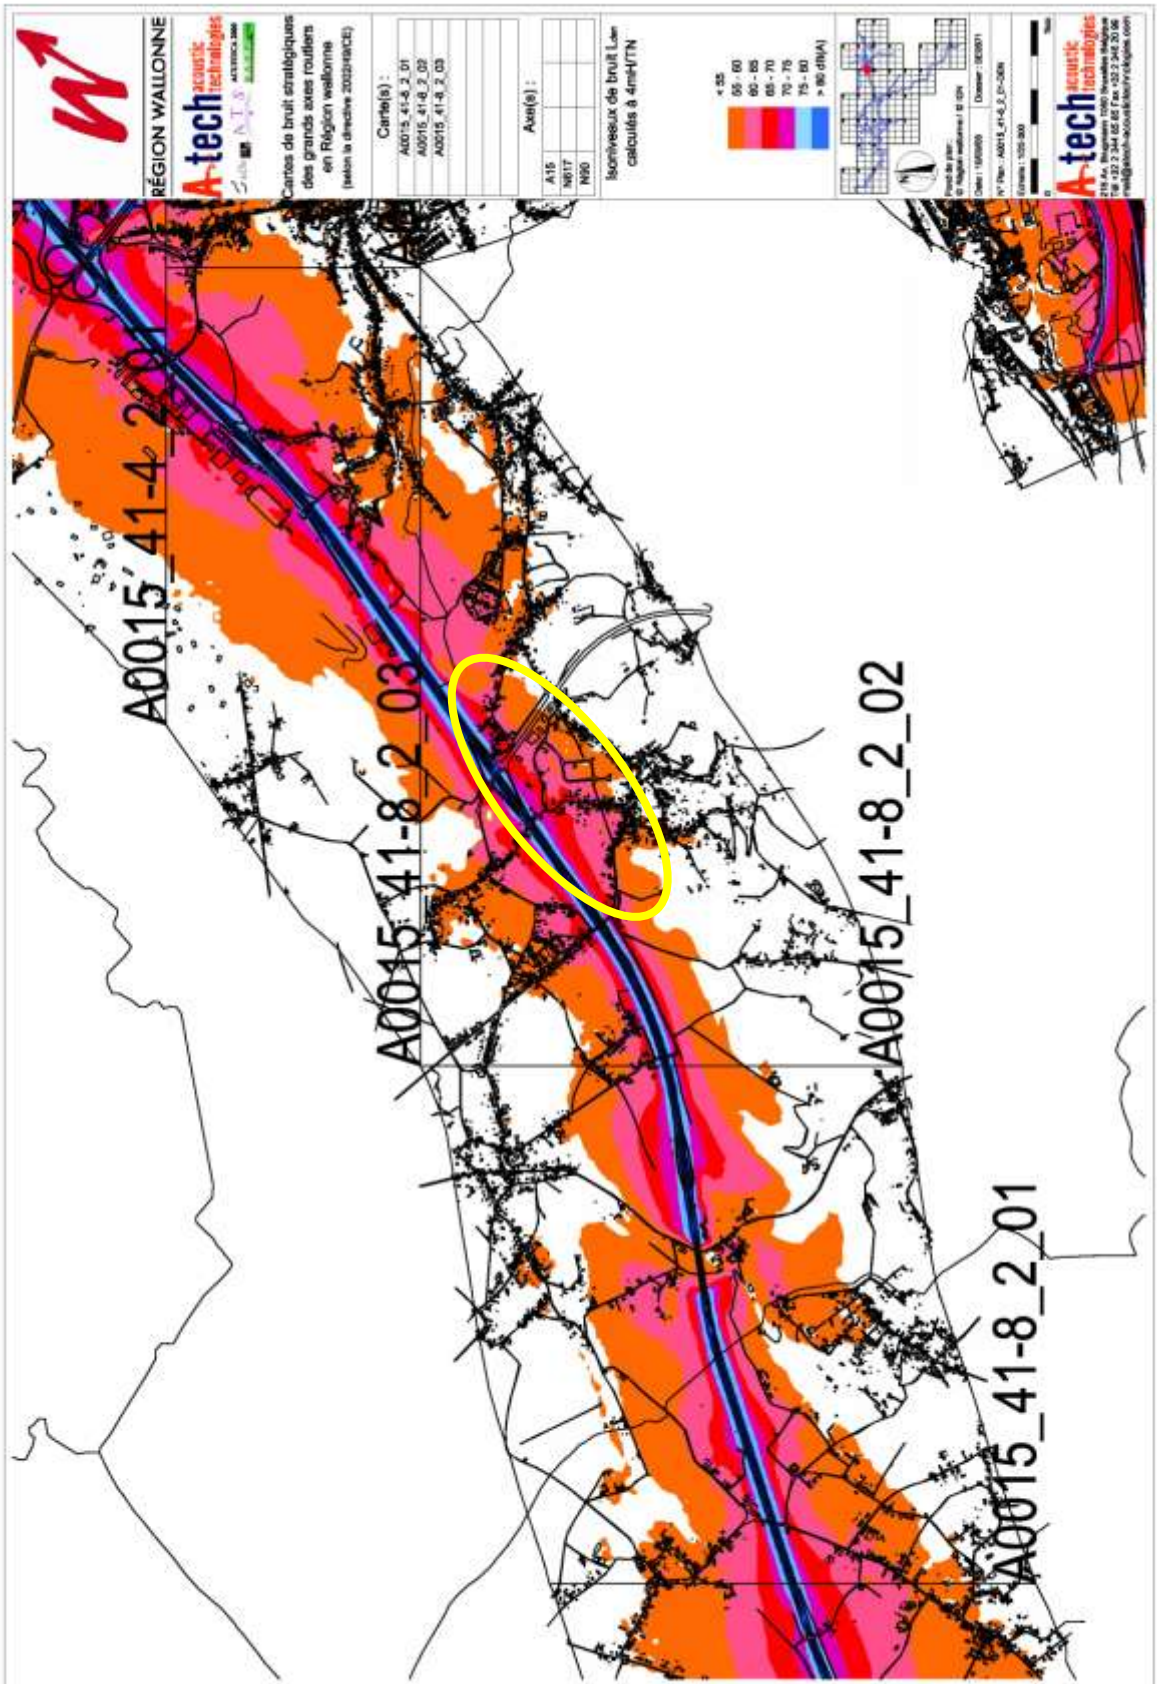 RÉGION WALLONNE
A-tech acoustic technologies
Cartes de bruit stratégiques
des grands axes routiers
en Région wallonne
(selon la directive 2002/49/CE)
Carte(s) :
A0015_41-8_2_01
A0015_41-8_2_02
A0015_41-8_2_03
Axe(s) :
A15
N617
N90
Isoniveaux de bruit Lden
calculés à 4mH/TN
< 55
55 - 60
60 - 65
65 - 70
70 - 75
75 - 80
> 80 dB(A)
N
A-tech acoustic technologies
A0015_41-4_2_01
A0015_41-8_2_03
A0015_41-8_2_02
A0015_41-8_2_01